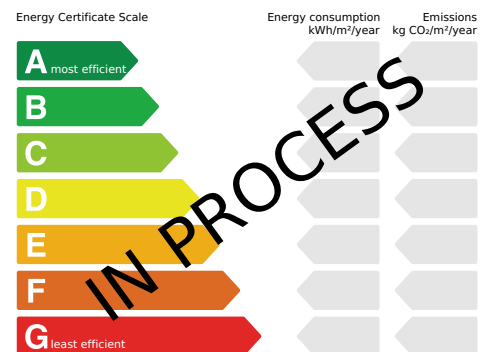 Energy Certificate Scale
Energy consumption
kWh/m²/year
Emissions
kg CO₂/m²/year
A most efficient
B
C
D
E
F
G least efficient
IN PROCESS